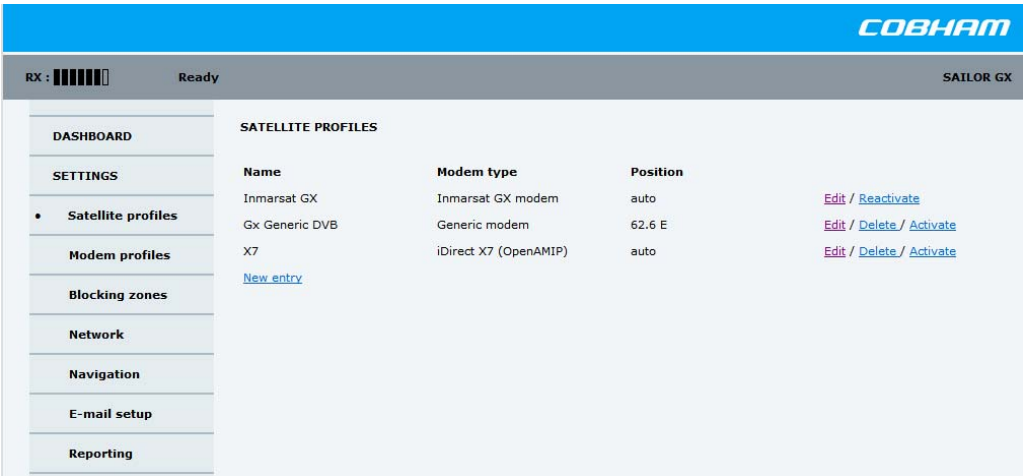 COBHAM
RX : Ready SAILOR GX
DASHBOARD
SETTINGS
• Satellite profiles
Modem profiles
Blocking zones
Network
Navigation
E-mail setup
Reporting
SATELLITE PROFILES
Name Modem type Position
Inmarsat GX Inmarsat GX modem auto Edit / Reactivate
Gx Generic DVB Generic modem 62.6 E Edit / Delete / Activate
X7 iDirect X7 (OpenAMIP) auto Edit / Delete / Activate
New entry